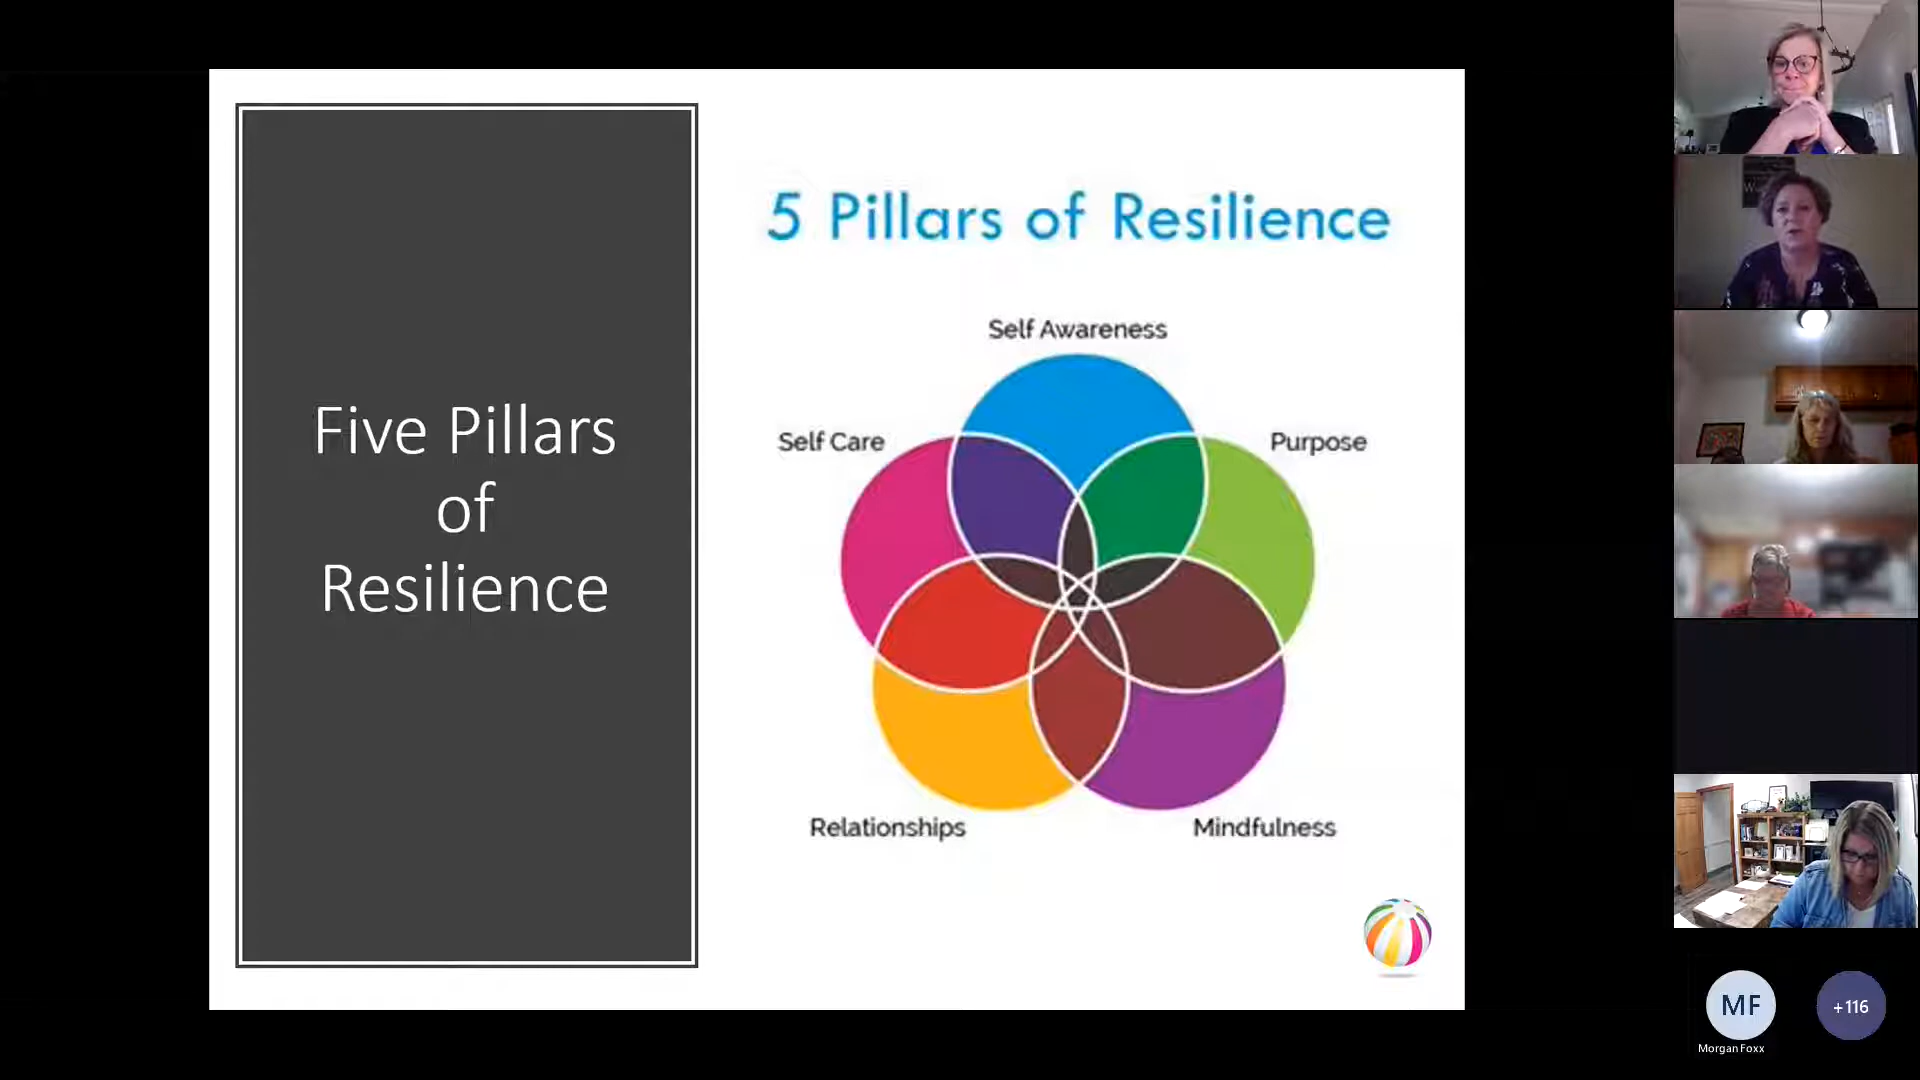 Five Pillars
of
Resilience
5 Pillars of Resilience
Self Awareness
Self Care
Purpose
Relationships
Mindfulness
MF
Morgan Foxx
+116